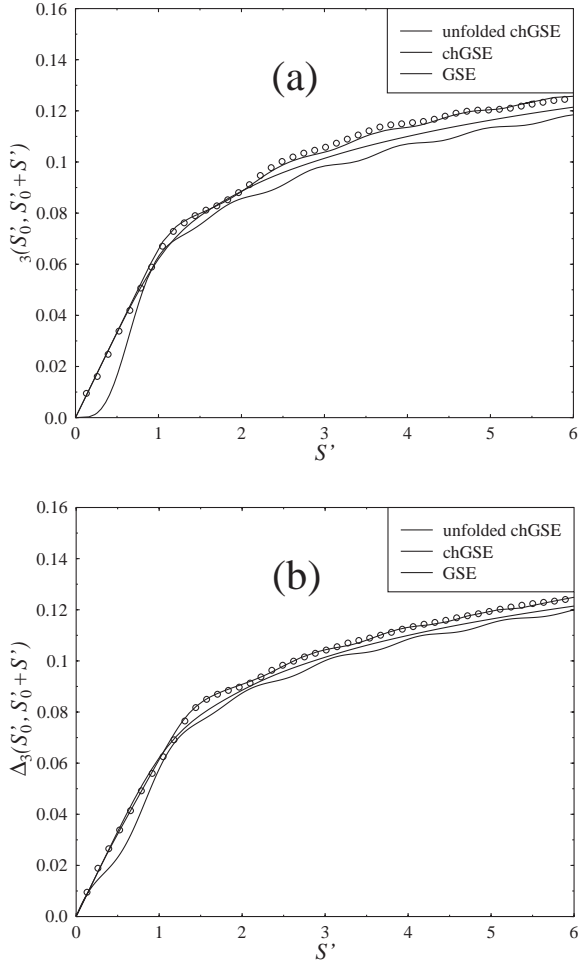 0.16
0.14
0.12
0.10
0.08
0.06
0.04
0.02
0.0
₃(S'₀, S'₀+S')
(a)
unfolded chGSE
chGSE
GSE
0 1 2 3 4 5 6
S'
0.16
0.14
0.12
0.1
0.08
0.06
0.04
0.02
0.0
Δ₃(S'₀, S'₀+S')
(b)
unfolded chGSE
chGSE
GSE
0 1 2 3 4 5 6
S'